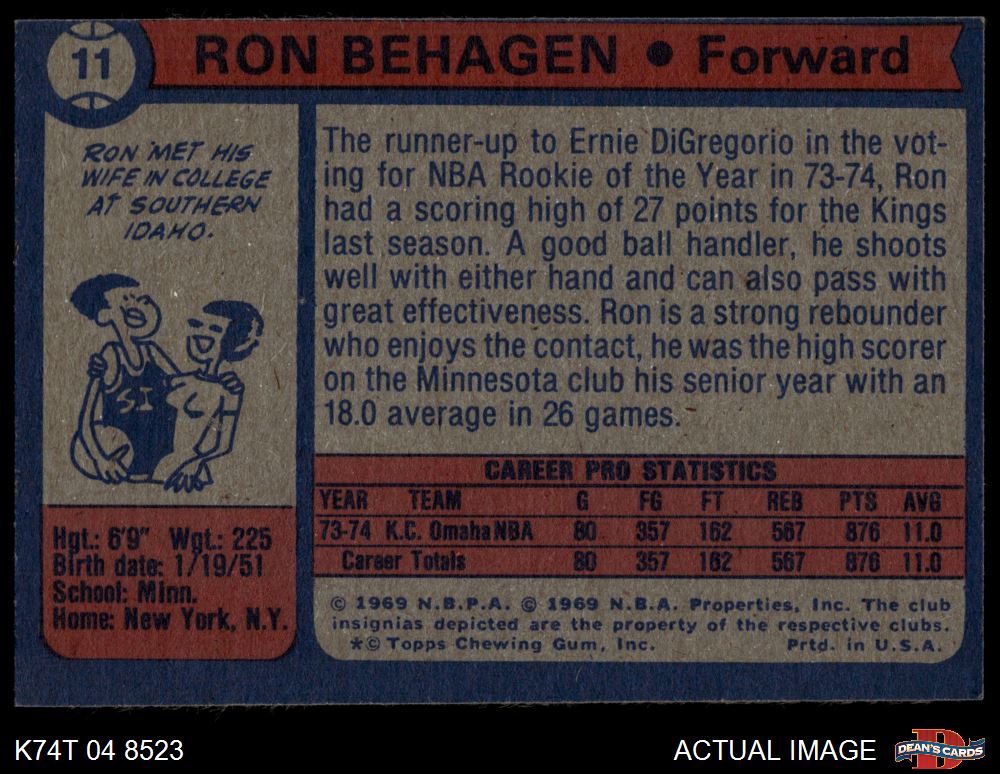 11
RON BEHAGEN • Forward
RON MET HIS
WIFE IN COLLEGE
AT SOUTHERN
IDAHO.
SI
The runner-up to Ernie DiGregorio in the vot-
ing for NBA Rookie of the Year in 73-74, Ron
had a scoring high of 27 points for the Kings
last season. A good ball handler, he shoots
well with either hand and can also pass with
great effectiveness. Ron is a strong rebounder
who enjoys the contact, he was the high scorer
on the Minnesota club his senior year with an
18.0 average in 26 games.
Hgt.: 6'9" Wgt.: 225
Birth date: 1/19/51
School: Minn.
Home: New York, N.Y.
CAREER PRO STATISTICS
YEAR TEAM G FG FT REB PTS AVG
73-74 K.C. Omaha NBA 80 357 162 567 876 11.0
Career Totals 80 357 162 567 876 11.0
© 1969 N.B.P.A. © 1969 N.B.A. Properties, Inc. The club
insignias depicted are the property of the respective clubs.
*© Topps Chewing Gum, Inc. Prtd. in U.S.A.
K74T 04 8523
ACTUAL IMAGE
DEAN'S CARDS